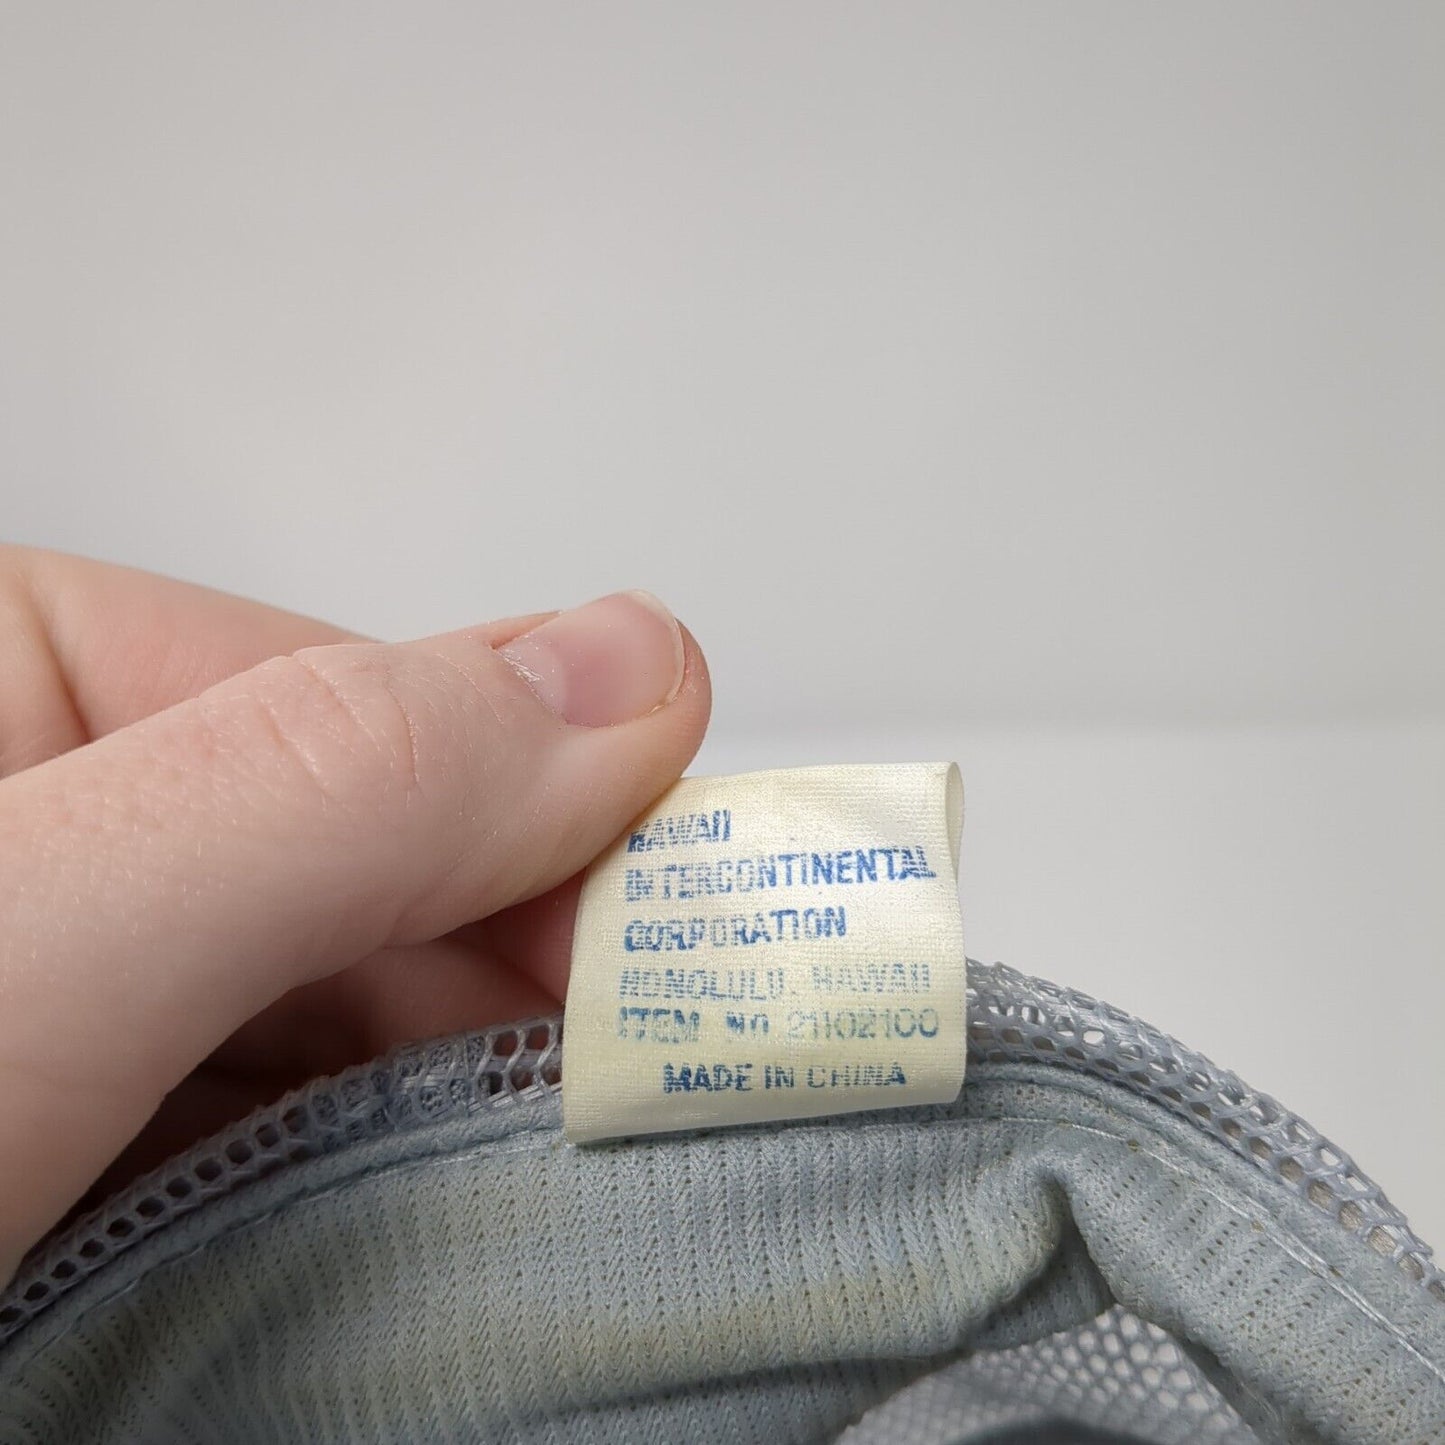 HAWAII
INTERCONTINENTAL
CORPORATION
HONOLULU, HAWAII
ITEM NO 21102100
MADE IN CHINA